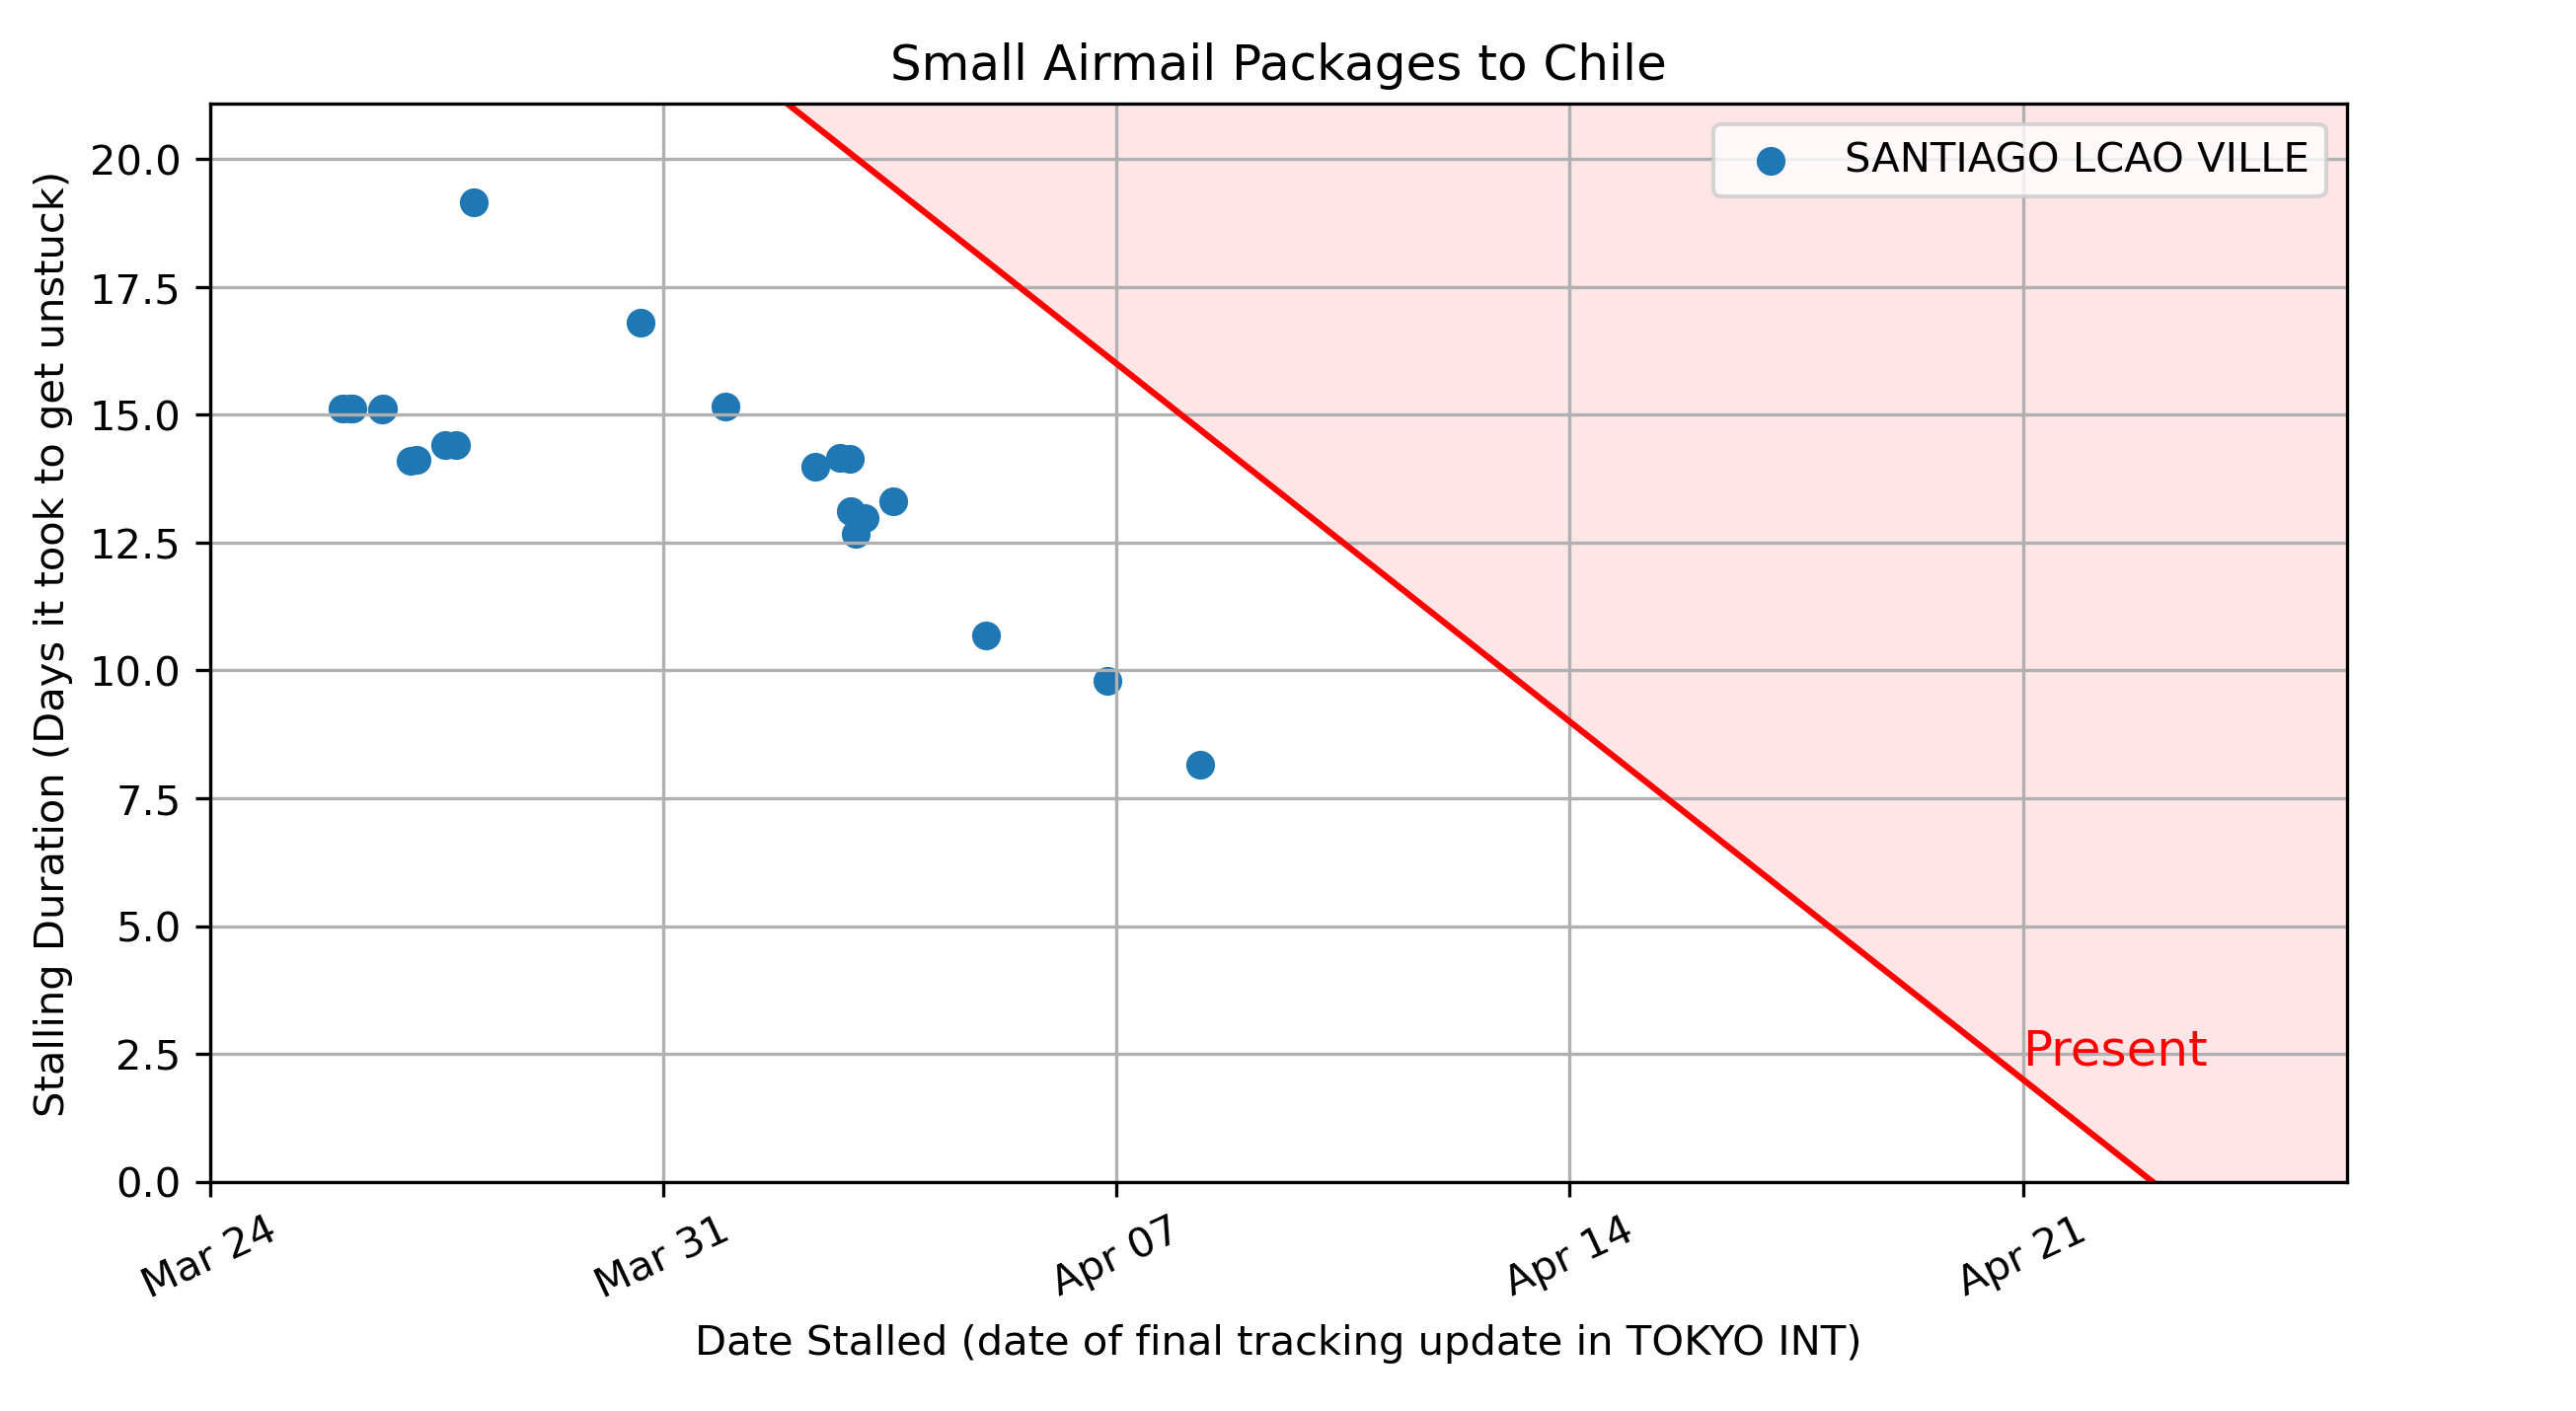 Small Airmail Packages to Chile
SANTIAGO LCAO VILLE
Stalling Duration (Days it took to get unstuck)
20.0
17.5
15.0
12.5
10.0
7.5
5.0
2.5
0.0
Present
Mar 24
Mar 31
Apr 07
Apr 14
Apr 21
Date Stalled (date of final tracking update in TOKYO INT)